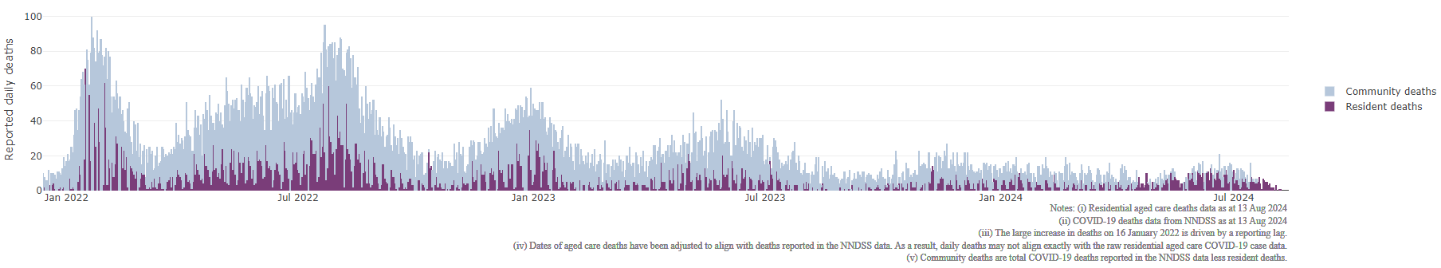 100
80
60
40
20
0
Reported daily deaths
Jan 2022
Jul 2022
Jan 2023
Jul 2023
Jan 2024
Jul 2024
Community deaths
Resident deaths
Notes: (i) Residential aged care deaths data as at 13 Aug 2024
(ii) COVID-19 deaths data from NNDSS as at 13 Aug 2024
(iii) The large increase in deaths on 16 January 2022 is driven by a reporting lag.
(iv) Dates of aged care deaths have been adjusted to align with deaths reported in the NNDSS data. As a result, daily deaths may not align exactly with the raw residential aged care COVID-19 case data.
(v) Community deaths are total COVID-19 deaths reported in the NNDSS data less resident deaths.